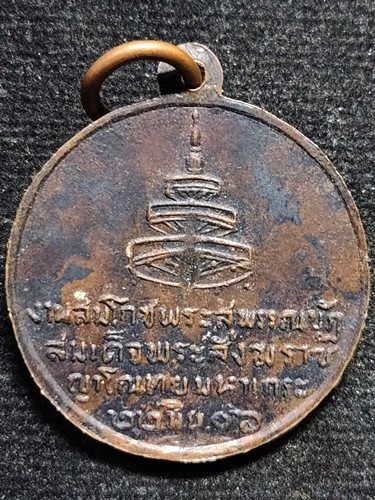 งานสมโภชพระสุพรรณบัฏ
สมเด็จพระสังฆราช
ญาโณทยมหาเถระ
๒๒ มิย. ๐๖